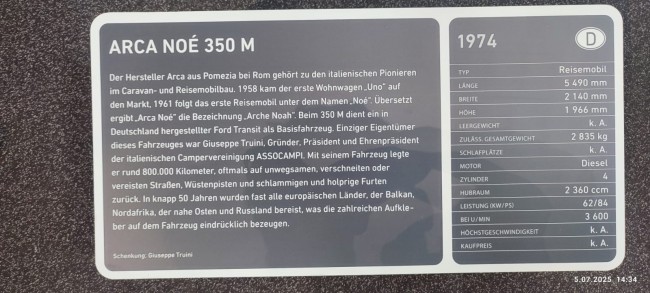 ARCA NOÉ 350 M
Der Hersteller Arca aus Pomezia bei Rom gehört zu den italienischen Pionieren
im Caravan- und Reisemobilbau. 1958 kam der erste Wohnwagen „Uno" auf
den Markt, 1961 folgt das erste Reisemobil unter dem Namen „Noé". Übersetzt
ergibt „Arca Noé" die Bezeichnung „Arche Noah". Beim 350 M dient ein in
Deutschland hergestellter Ford Transit als Basisfahrzeug. Einziger Eigentümer
dieses Fahrzeuges war Giuseppe Truini, Gründer, Präsident und Ehrenpräsident
der italienischen Campervereinigung ASSOCAMPI. Mit seinem Fahrzeug legte
er rund 800.000 Kilometer, oftmals auf unwegsamen, verschneiten oder
vereisten Straßen, Wüstenpisten und schlammigen und holprige Furten
zurück. In knapp 50 Jahren wurden fast alle europäischen Länder, der Balkan,
Nordafrika, der nahe Osten und Russland bereist, was die zahlreichen Aufkle-
ber auf dem Fahrzeug eindrücklich bezeugen.
Schenkung: Giuseppe Truini
1974 D
TYP Reisemobil
LÄNGE 5 490 mm
BREITE 2 140 mm
HÖHE 1 966 mm
LEERGEWICHT k. A.
ZULÄSS. GESAMTGEWICHT 2 835 kg
SCHLAFPLÄTZE k. A.
MOTOR Diesel
ZYLINDER 4
HUBRAUM 2 360 ccm
LEISTUNG (KW/PS) 62/84
BEI U/MIN 3 600
HÖCHSTGESCHWINDIGKEIT k. A.
KAUFPREIS k. A.
5.07.2025 14:34